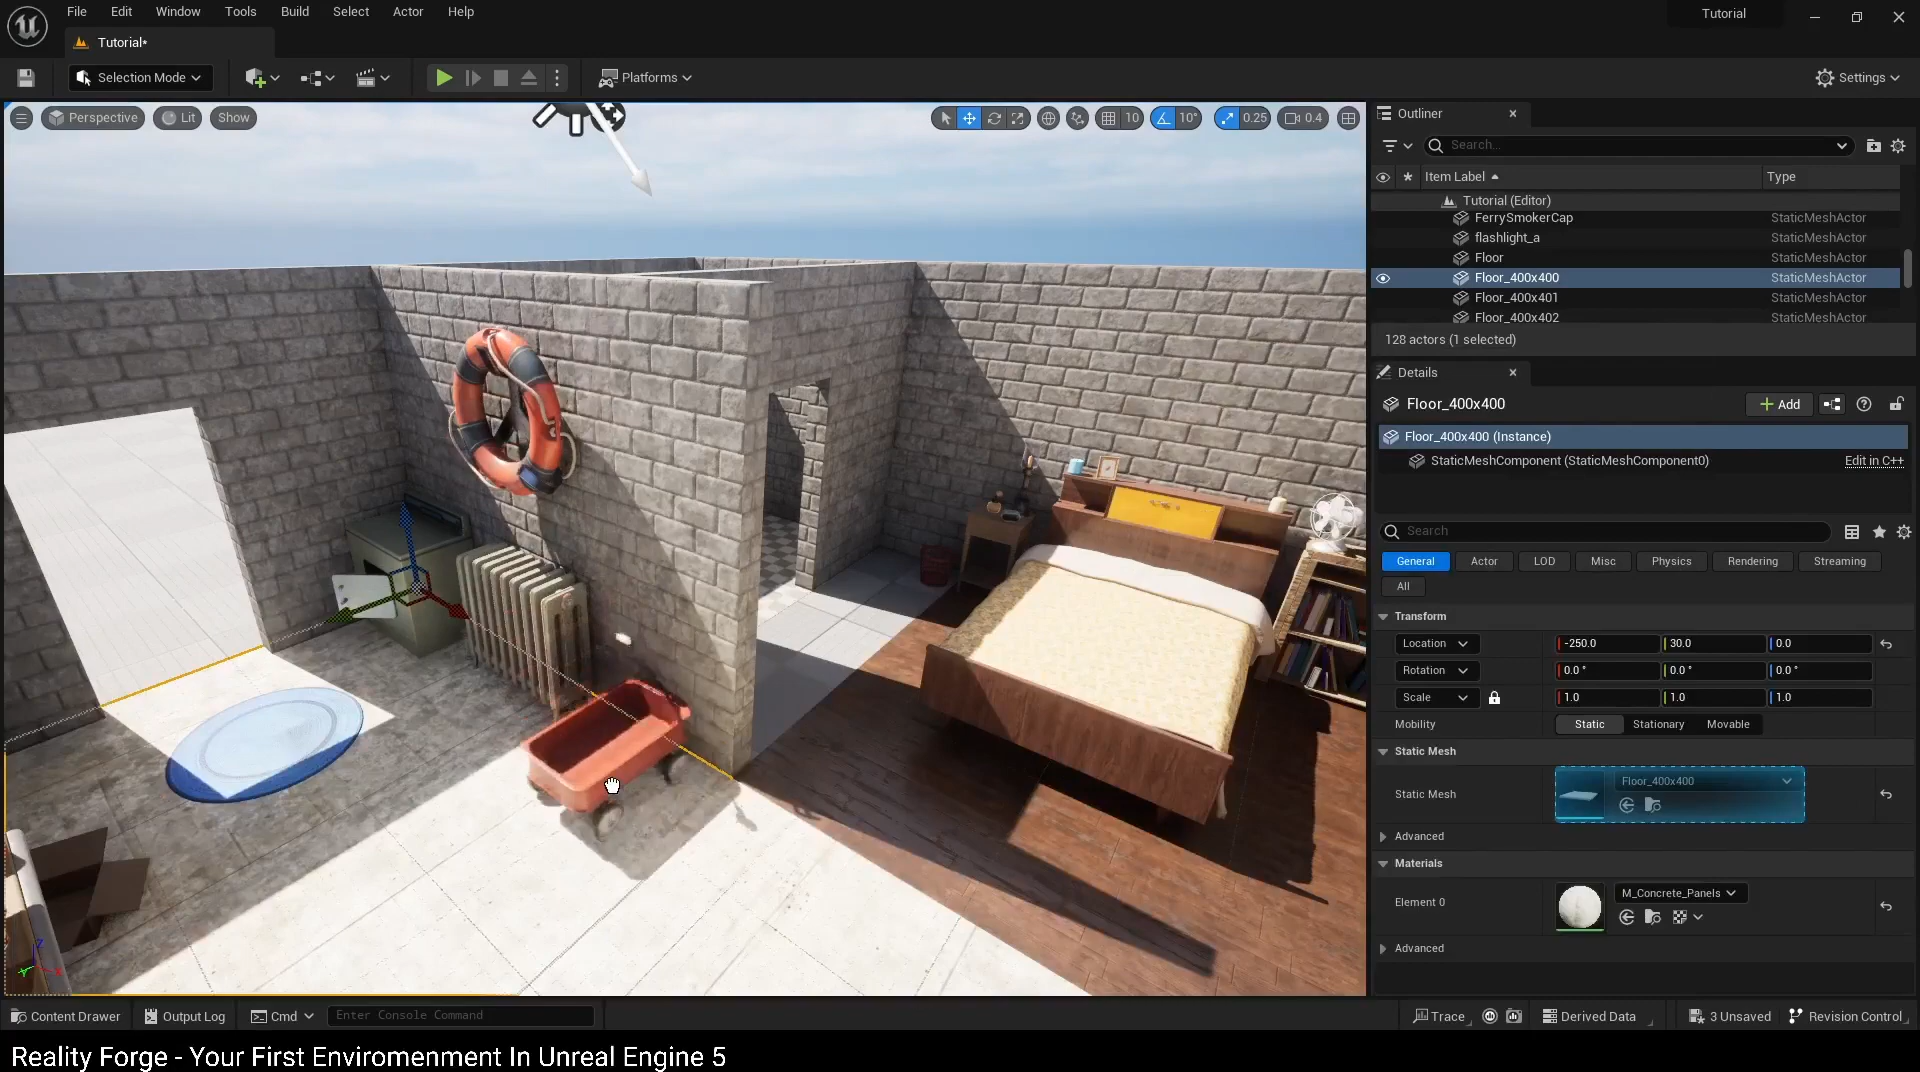 File Edit Window Tools Build Select Actor Help
Tutorial
Tutorial*
Selection Mode
Platforms
Settings
Perspective Lit Show
10 10° 0.25 0.4
Outliner
Search...
Item Label Type
Tutorial (Editor)
FerrySmokerCap StaticMeshActor
flashlight_a StaticMeshActor
Floor StaticMeshActor
Floor_400x400 StaticMeshActor
Floor_400x401 StaticMeshActor
Floor_400x402 StaticMeshActor
128 actors (1 selected)
Details
Floor_400x400
Add
Floor_400x400 (Instance)
StaticMeshComponent (StaticMeshComponent0) Edit in C++
Search
General Actor LOD Misc Physics Rendering Streaming
All
Transform
Location -250.0 30.0 0.0
Rotation 0.0 ° 0.0 ° 0.0 °
Scale 1.0 1.0 1.0
Mobility Static Stationary Movable
Static Mesh
Floor_400x400
Static Mesh
Advanced
Materials
M_Concrete_Panels
Element 0
Advanced
Z
Y X
Content Drawer Output Log Cmd Enter Console Command
Trace Derived Data 3 Unsaved Revision Control
Reality Forge - Your First Enviromenment In Unreal Engine 5